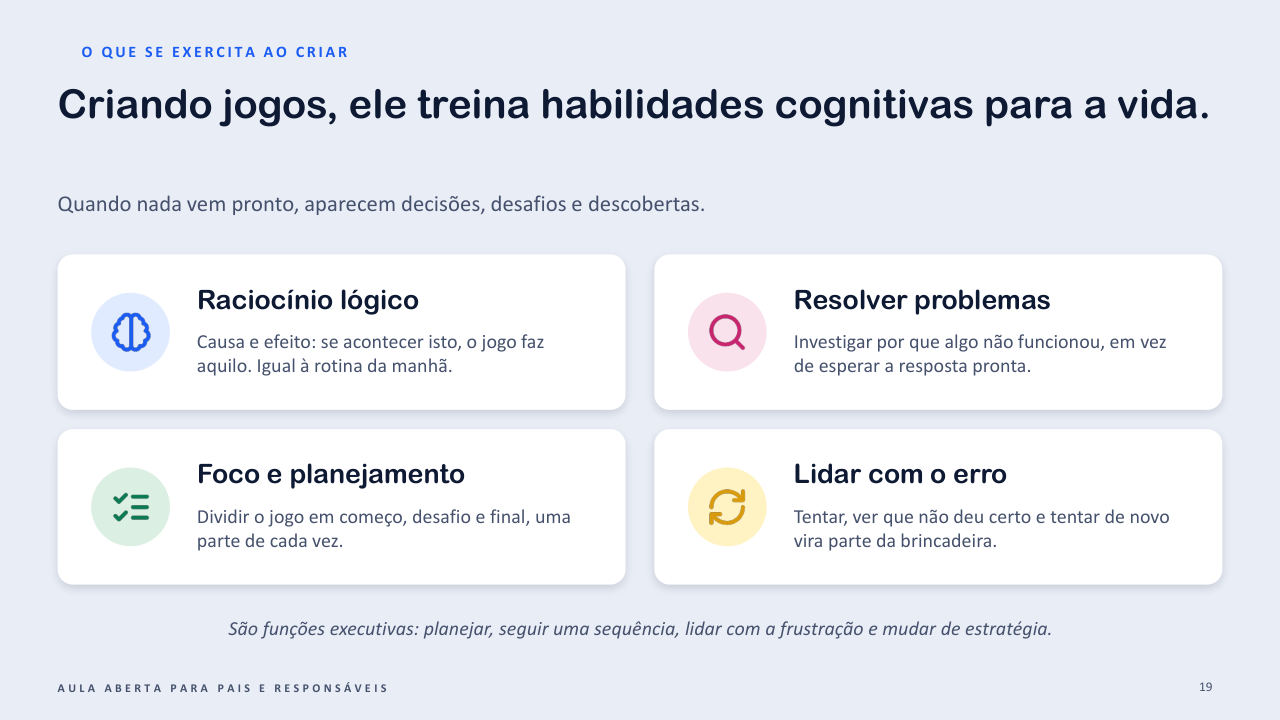 O QUE SE EXERCITA AO CRIAR
Criando jogos, ele treina habilidades cognitivas para a vida.
Quando nada vem pronto, aparecem decisões, desafios e descobertas.
Raciocínio lógico
Causa e efeito: se acontecer isto, o jogo faz
aquilo. Igual à rotina da manhã.
Resolver problemas
Investigar por que algo não funcionou, em vez
de esperar a resposta pronta.
Foco e planejamento
Dividir o jogo em começo, desafio e final, uma
parte de cada vez.
Lidar com o erro
Tentar, ver que não deu certo e tentar de novo
vira parte da brincadeira.
São funções executivas: planejar, seguir uma sequência, lidar com a frustração e mudar de estratégia.
AULA ABERTA PARA PAIS E RESPONSÁVEIS
19